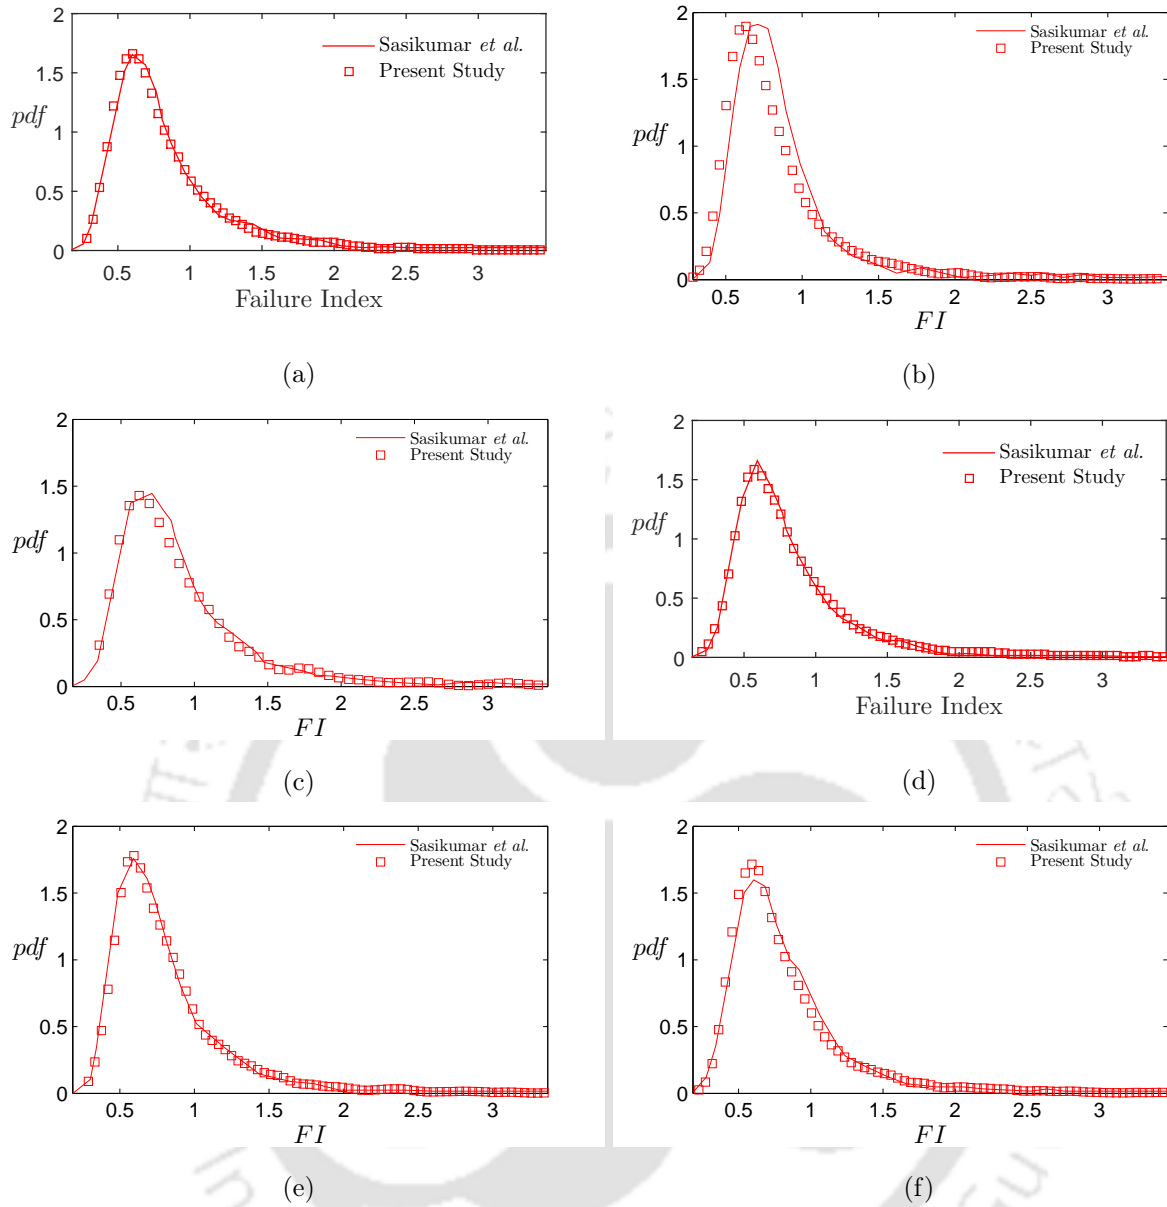 2
1.5
1
0.5
0
pdf
Sasikumar et al.
Present Study
0.5 1 1.5 2 2.5 3
Failure Index
(a)
2
1.5
1
0.5
0
pdf
Sasikumar et al.
Present Study
0.5 1 1.5 2 2.5 3
FI
(b)
2
1.5
1
0.5
0
pdf
Sasikumar et al.
Present Study
0.5 1 1.5 2 2.5 3
FI
(c)
2
1.5
1
0.5
0
pdf
Sasikumar et al.
Present Study
0.5 1 1.5 2 2.5 3
Failure Index
(d)
2
1.5
1
0.5
0
pdf
Sasikumar et al.
Present Study
0.5 1 1.5 2 2.5 3
FI
(e)
2
1.5
1
0.5
0
pdf
Sasikumar et al.
Present Study
0.5 1 1.5 2 2.5 3
FI
(f)